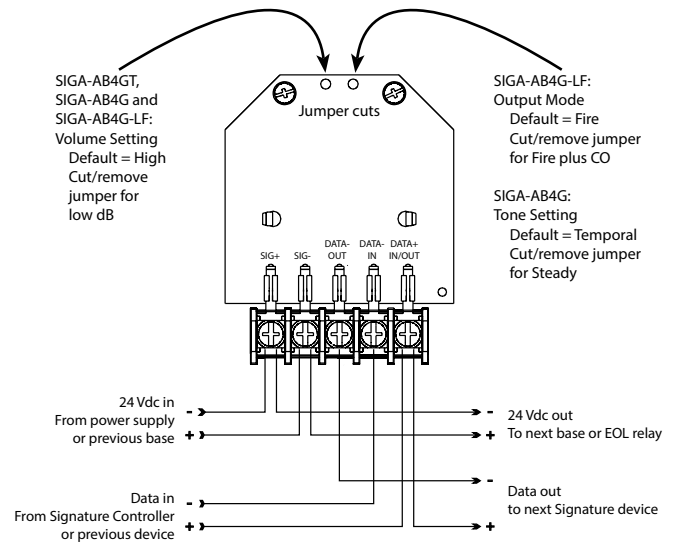 SIGA-AB4GT,
SIGA-AB4G and
SIGA-AB4G-LF:
Volume Setting
Default = High
Cut/remove
jumper for
low dB
Jumper cuts
SIGA-AB4G-LF:
Output Mode
Default = Fire
Cut/remove jumper
for Fire plus CO
SIGA-AB4G:
Tone Setting
Default = Temporal
Cut/remove jumper
for Steady
SIG+
SIG-
DATA-
OUT
DATA-
IN
DATA+
IN/OUT
24 Vdc in
From power supply
or previous base
-
+
-
+
24 Vdc out
To next base or EOL relay
Data in
From Signature Controller
or previous device
-
+
-
+
Data out
to next Signature device